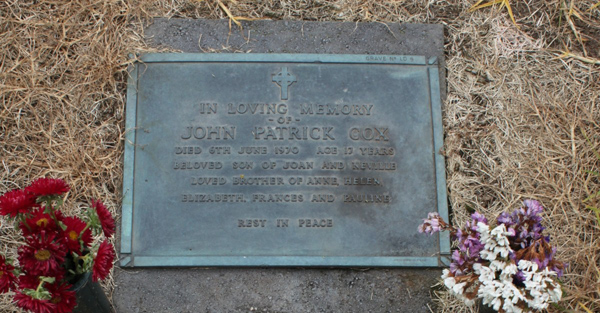 IN LOVING MEMORY
- OF -
JOHN PATRICK COX
DIED 6TH JUNE 1970 AGE 17 YEARS
BELOVED SON OF JOAN AND NEVILLE
LOVED BROTHER OF ANNE, HELEN,
ELIZABETH, FRANCES AND PAULINE
REST IN PEACE